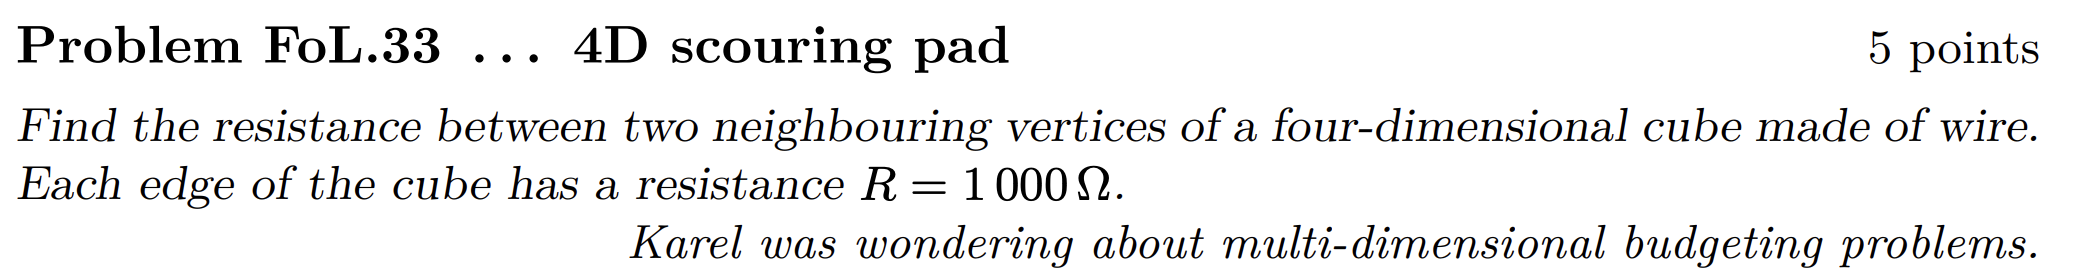 Problem FoL.33 ... 4D scouring pad 5 points
Find the resistance between two neighbouring vertices of a four-dimensional cube made of wire.
Each edge of the cube has a resistance R = 1 000 Ω.
Karel was wondering about multi-dimensional budgeting problems.